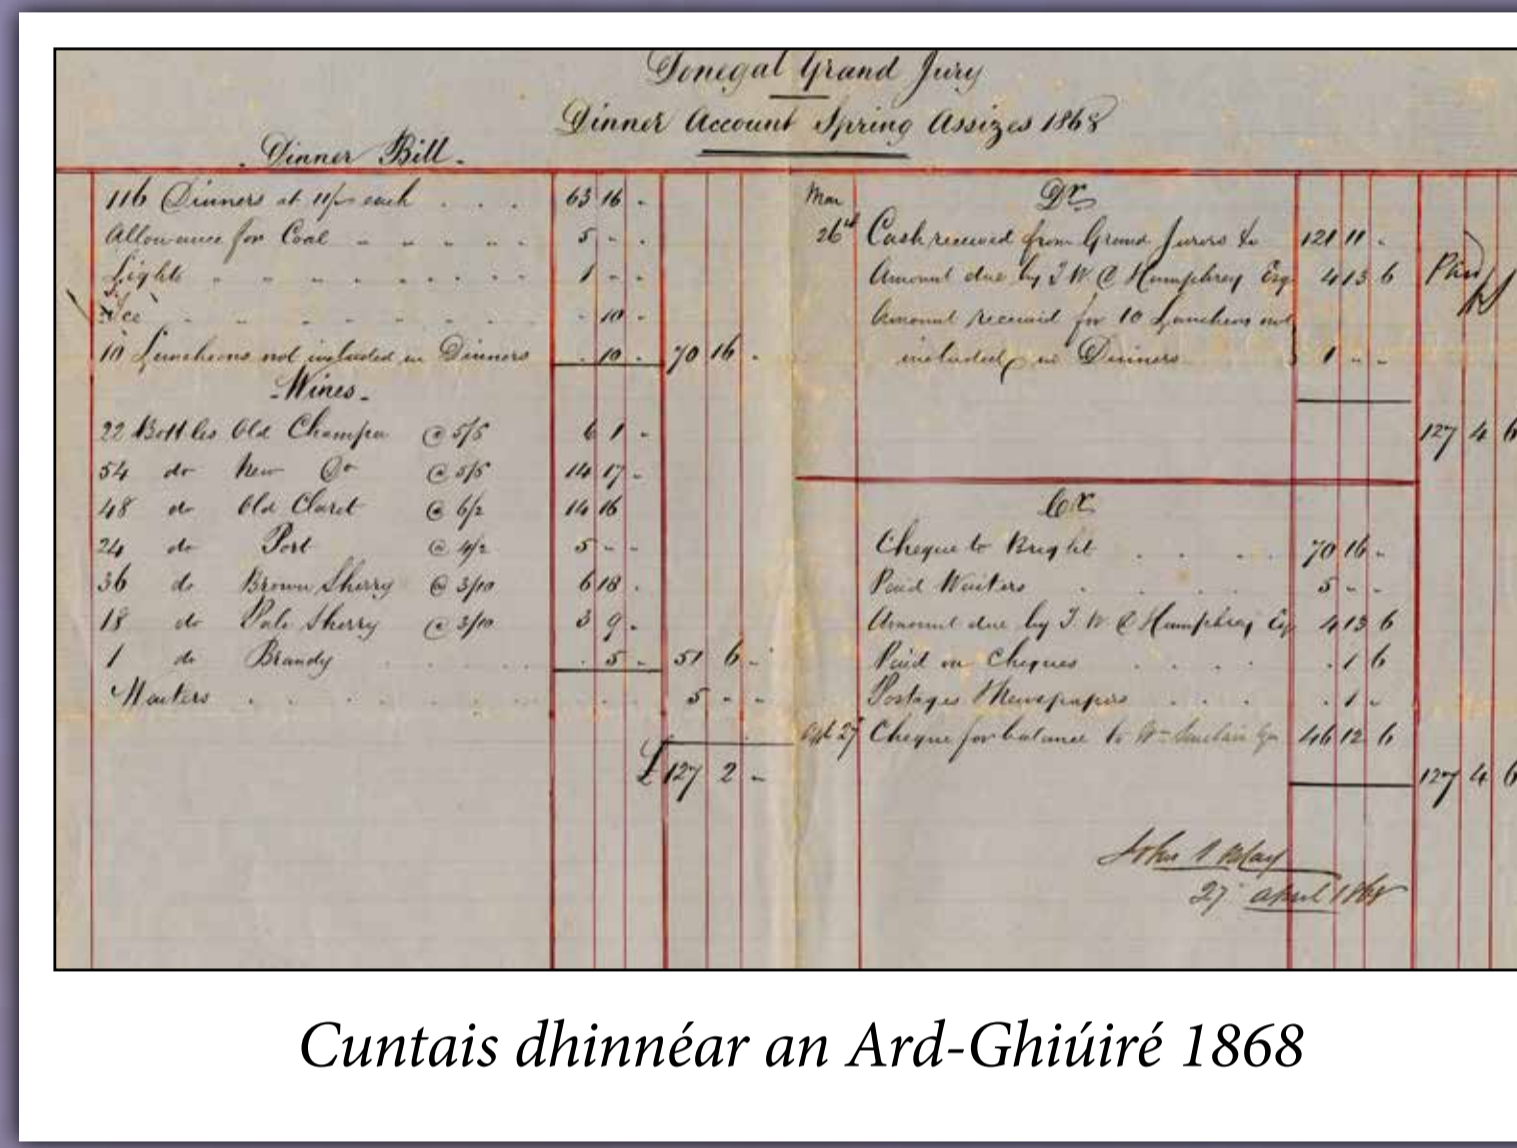 Donegal Grand Jury
Dinner Account Spring Assizes 1868
Dinner Bill
116 Dinners at 11/- each 63 16 -
Allowance for Coal 5 - -
Lights 1 - -
Ice - 10 -
10 Luncheons not included in Dinners - 10 - 70 16 -
Wines
22 Bottles Old Champn @ 5/5 6 1 -
54 do New Do @ 5/5 14 17 -
48 do Old Claret @ 6/2 14 16
24 do Port @ 4/2 5 - -
36 do Brown Sherry @ 3/10 6 18 -
18 do Pale Sherry @ 3/10 3 9 -
1 do Brandy - 5 - 51 6 -
Waiters 5 - -
£127 2 -
Mar Dr
26th Cash received from Grand Jurors &c 121 11 -
Amount due by T W C Humphrey Esq 4 13 6 Paid
Amount received for 10 Luncheons not
included in Dinners 1 - -
127 4 6
Cr
Cheque to Bright 70 16 -
Paid Waiters 5 - -
Amount due by T W C Humphrey Esq 4 13 6
Paid on Cheques - 1 6
Postages & Newspapers - 1 -
Apl 27 Cheque for balance to Wm Sinclair Esq 46 12 6
127 4 6
John
27 April 1868
Cuntais dhinnéar an Ard-Ghiúiré 1868